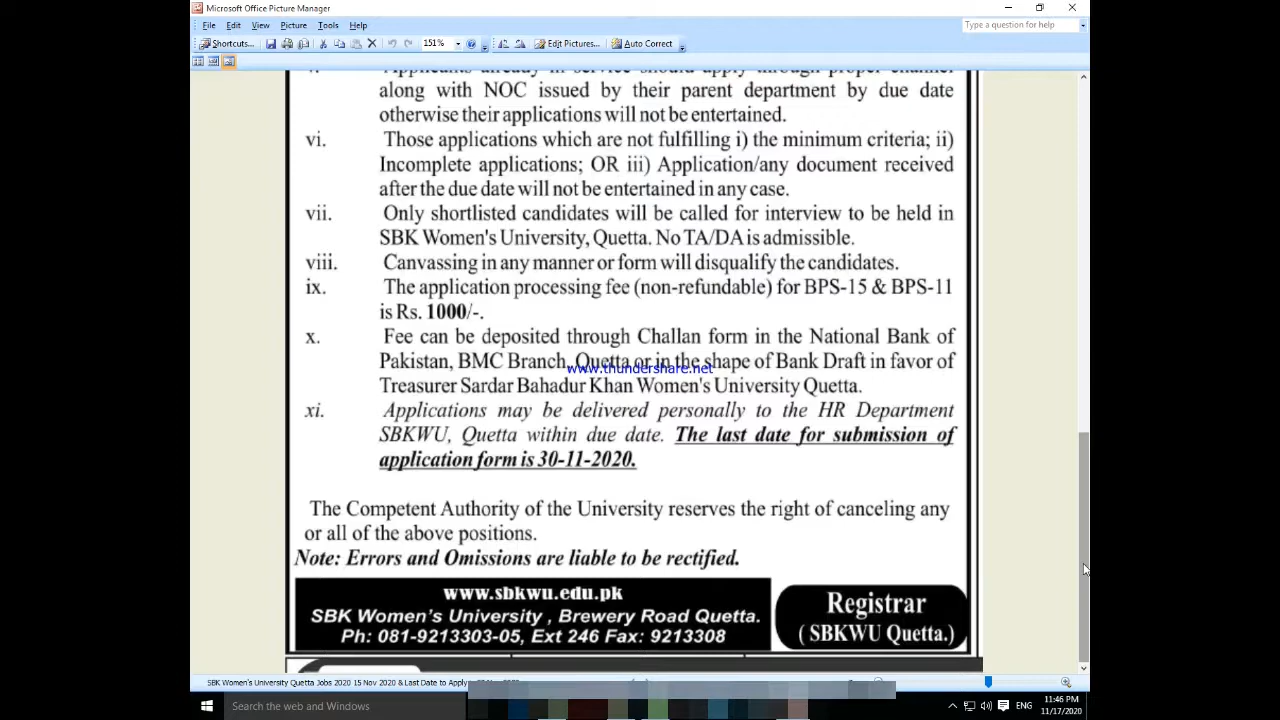 Microsoft Office Picture Manager
File Edit View Picture Tools Help
Type a question for help
Shortcuts... 151% Edit Pictures... Auto Correct
v. Applicants already in service should apply through proper channel
along with NOC issued by their parent department by due date
otherwise their applications will not be entertained.
vi. Those applications which are not fulfilling i) the minimum criteria; ii)
Incomplete applications; OR iii) Application/any document received
after the due date will not be entertained in any case.
vii. Only shortlisted candidates will be called for interview to be held in
SBK Women's University, Quetta. No TA/DA is admissible.
viii. Canvassing in any manner or form will disqualify the candidates.
ix. The application processing fee (non-refundable) for BPS-15 & BPS-11
is Rs. 1000/-.
x. Fee can be deposited through Challan form in the National Bank of
Pakistan, BMC Branch, Quetta or in the shape of Bank Draft in favor of
www.thundershare.net
Treasurer Sardar Bahadur Khan Women's University Quetta.
xi. Applications may be delivered personally to the HR Department
SBKWU, Quetta within due date. The last date for submission of
application form is 30-11-2020.
The Competent Authority of the University reserves the right of canceling any
or all of the above positions.
Note: Errors and Omissions are liable to be rectified.
www.sbkwu.edu.pk
SBK Women's University , Brewery Road Quetta.
Ph: 081-9213303-05, Ext 246 Fax: 9213308
Registrar
( SBKWU Quetta.)
SBK Women's University Quetta Jobs 2020 15 Nov 2020 & Last Date to Apply
Search the web and Windows
ENG
11:46 PM
11/17/2020